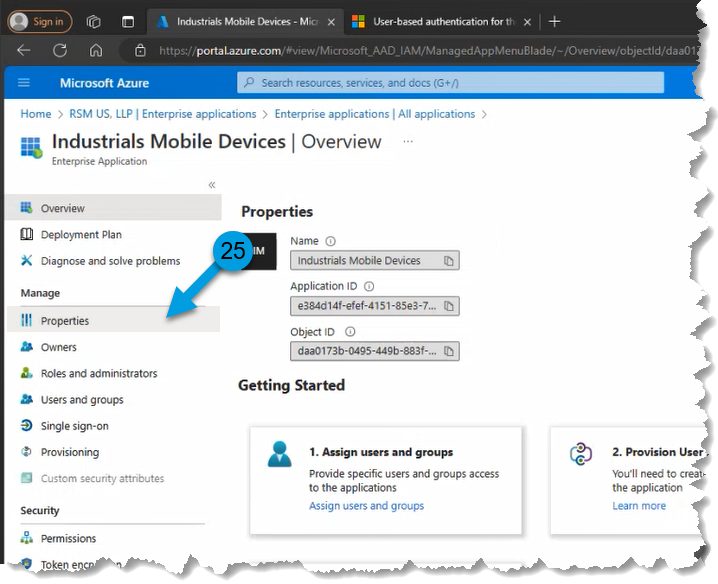 Sign in
Industrials Mobile Devices - Micr
User-based authentication for th
https://portal.azure.com/#view/Microsoft_AAD_IAM/ManagedAppMenuBlade/~/Overview/objectId/daa017
Microsoft Azure
Search resources, services, and docs (G+/)
Home > RSM US, LLP | Enterprise applications > Enterprise applications | All applications >
Industrials Mobile Devices | Overview ...
Enterprise Application
«
Overview
Deployment Plan
Diagnose and solve problems
Manage
Properties
Owners
Roles and administrators
Users and groups
Single sign-on
Provisioning
Custom security attributes
Security
Permissions
Token encryption
25
Properties
IM
Name
Industrials Mobile Devices
Application ID
e384d14f-efef-4151-85e3-7...
Object ID
daa0173b-0495-449b-883f-...
Getting Started
1. Assign users and groups
Provide specific users and groups access
to the applications
Assign users and groups
2. Provision User
You'll need to create
the application
Learn more